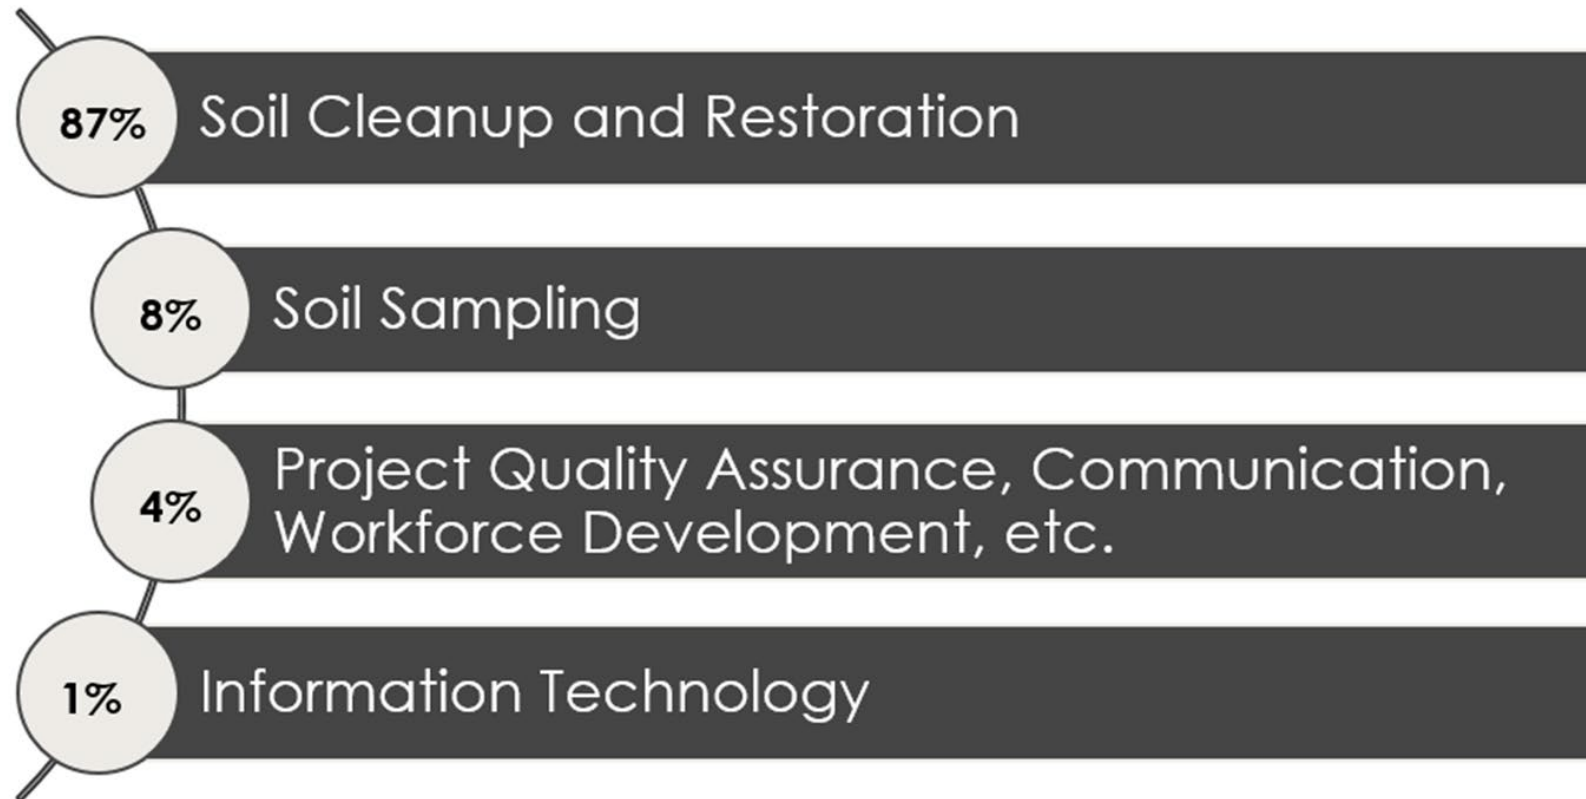 87% Soil Cleanup and Restoration
8% Soil Sampling
4% Project Quality Assurance, Communication,
Workforce Development, etc.
1% Information Technology